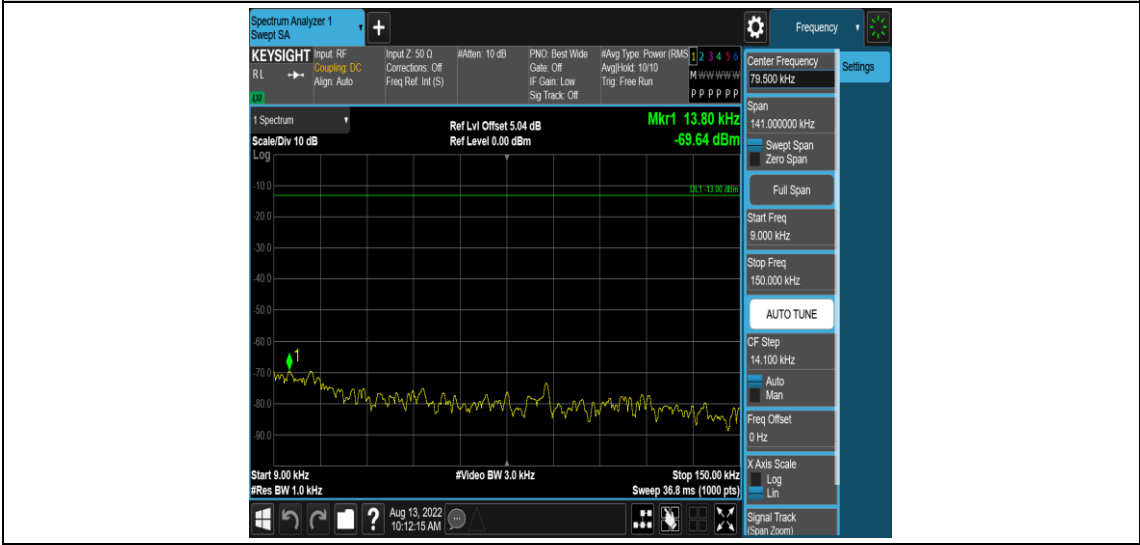 Spectrum Analyzer 1
Swept SA
+
Frequency
KEYSIGHT
RL
LXI
Input: RF
Coupling: DC
Align: Auto
Input Z: 50 Ω
Corrections: Off
Freq Ref: Int (S)
#Atten: 10 dB
PNO: Best Wide
Gate: Off
IF Gain: Low
Sig Track: Off
#Avg Type: Power (RMS
Avg|Hold: 10/10
Trig: Free Run
1 2 3 4 5 6
M W W W W W
P P P P P P
1 Spectrum
Scale/Div 10 dB
Log
Ref Lvl Offset 5.04 dB
Ref Level 0.00 dBm
Mkr1 13.80 kHz
-69.64 dBm
DL1 -13.00 dBm
-10.0
-20.0
-30.0
-40.0
-50.0
-60.0
-70.0
-80.0
-90.0
1
Start 9.00 kHz
#Res BW 1.0 kHz
#Video BW 3.0 kHz
Stop 150.00 kHz
Sweep 36.8 ms (1000 pts)
?
Aug 13, 2022
10:12:15 AM
Center Frequency
79.500 kHz
Settings
Span
141.000000 kHz
Swept Span
Zero Span
Full Span
Start Freq
9.000 kHz
Stop Freq
150.000 kHz
AUTO TUNE
CF Step
14.100 kHz
Auto
Man
Freq Offset
0 Hz
X Axis Scale
Log
Lin
Signal Track
(Span Zoom)